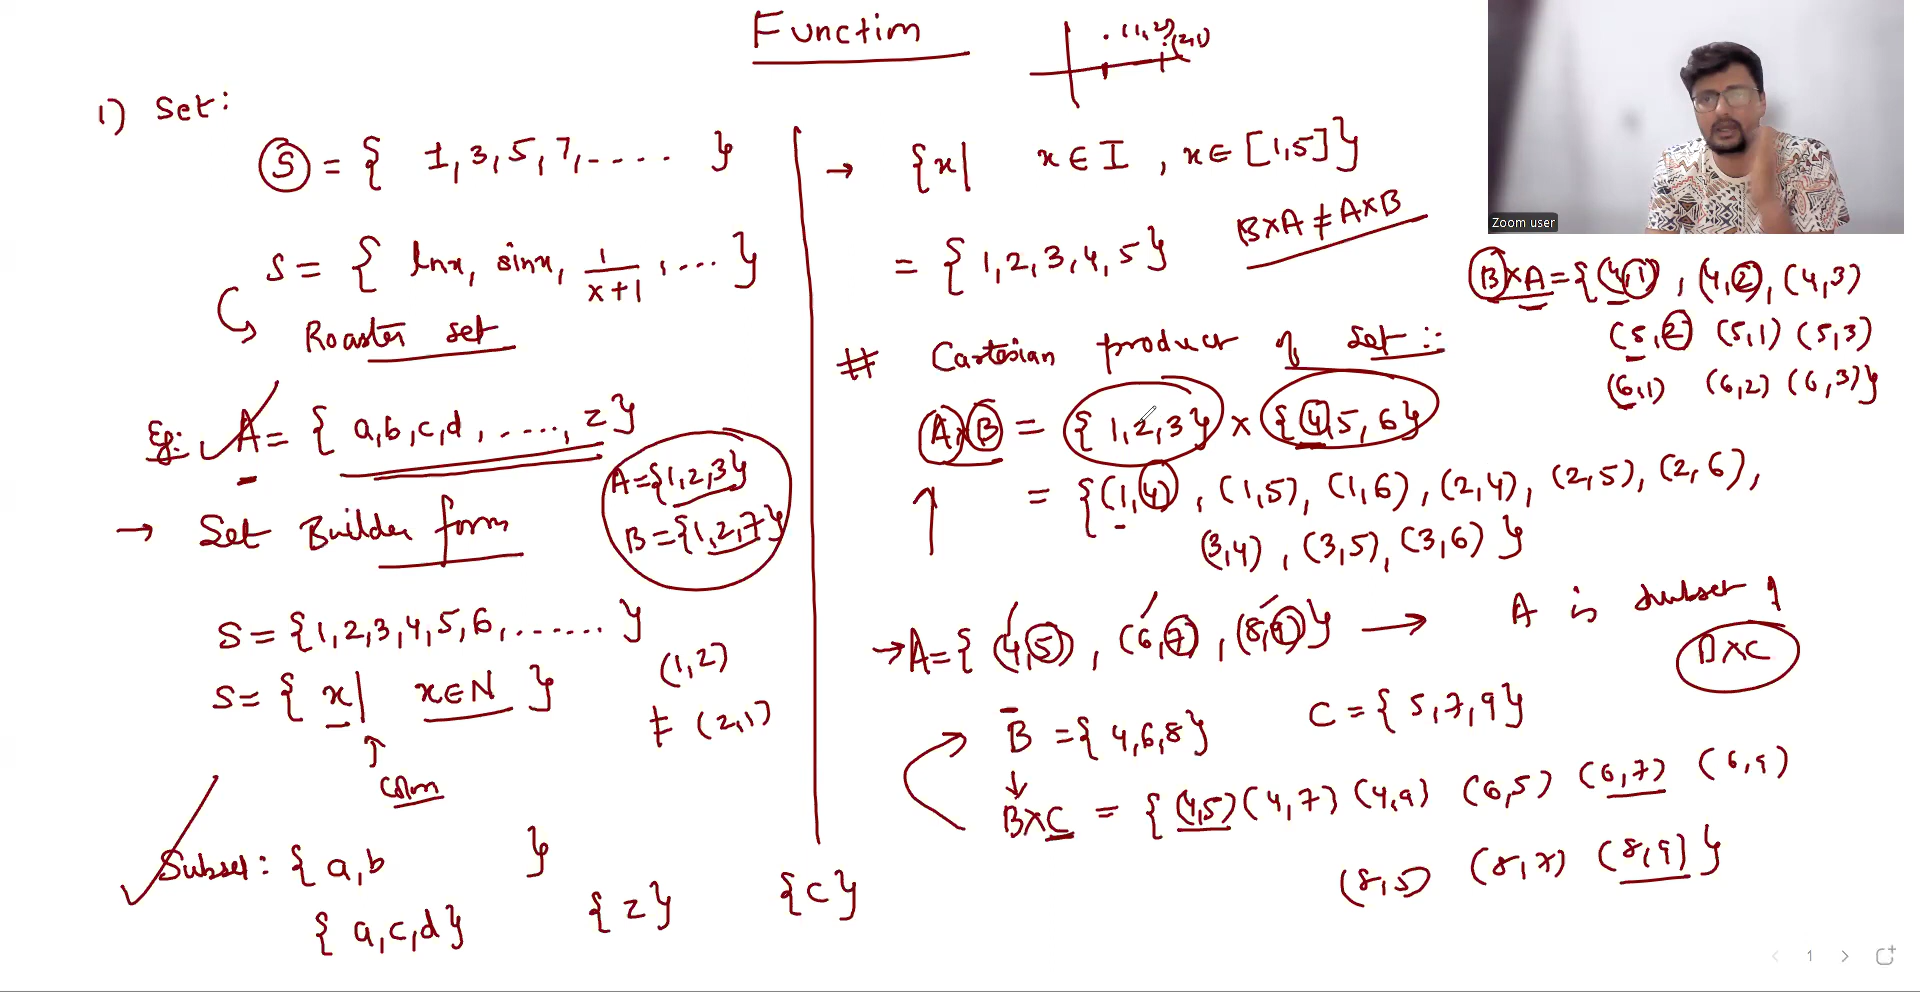 Function
.(1,2)
(2,1)
1) Set:
S = { 1, 3, 5, 7, - - - - }
S = { lnx, sinx, 1/x+1, ... }
Roaster set
Eg: A = { a,b,c,d, ....., z }
A={1,2,3}
B={1,2,7}
→ Set Builder form
S = {1,2,3,4,5,6, ...... }
S = { x| x∈N }
(1,2)
≠ (2,1)
Colon
Subset: { a,b }
{ a,c,d }
{ z }
{ c }
→ {x| x∈I , x∈[1,5]}
= { 1,2,3,4,5 }
B×A ≠ A×B
# Cartesian product of set ::
A×B = { 1,2,3 } × { 4,5,6 }
= { (1,4), (1,5), (1,6), (2,4), (2,5), (2,6),
(3,4), (3,5), (3,6) }
→ A={ (4,5), (6,7), (8,9) } → A is subset of
B×C
B = { 4,6,8 }
C = { 5,7,9 }
B×C = { (4,5) (4,7) (4,9) (6,5) (6,7) (6,9)
(8,5) (8,7) (8,9) }
Zoom user
B×A = { (4,1), (4,2), (4,3)
(5,2) (5,1) (5,3)
(6,1) (6,2) (6,3) }
1